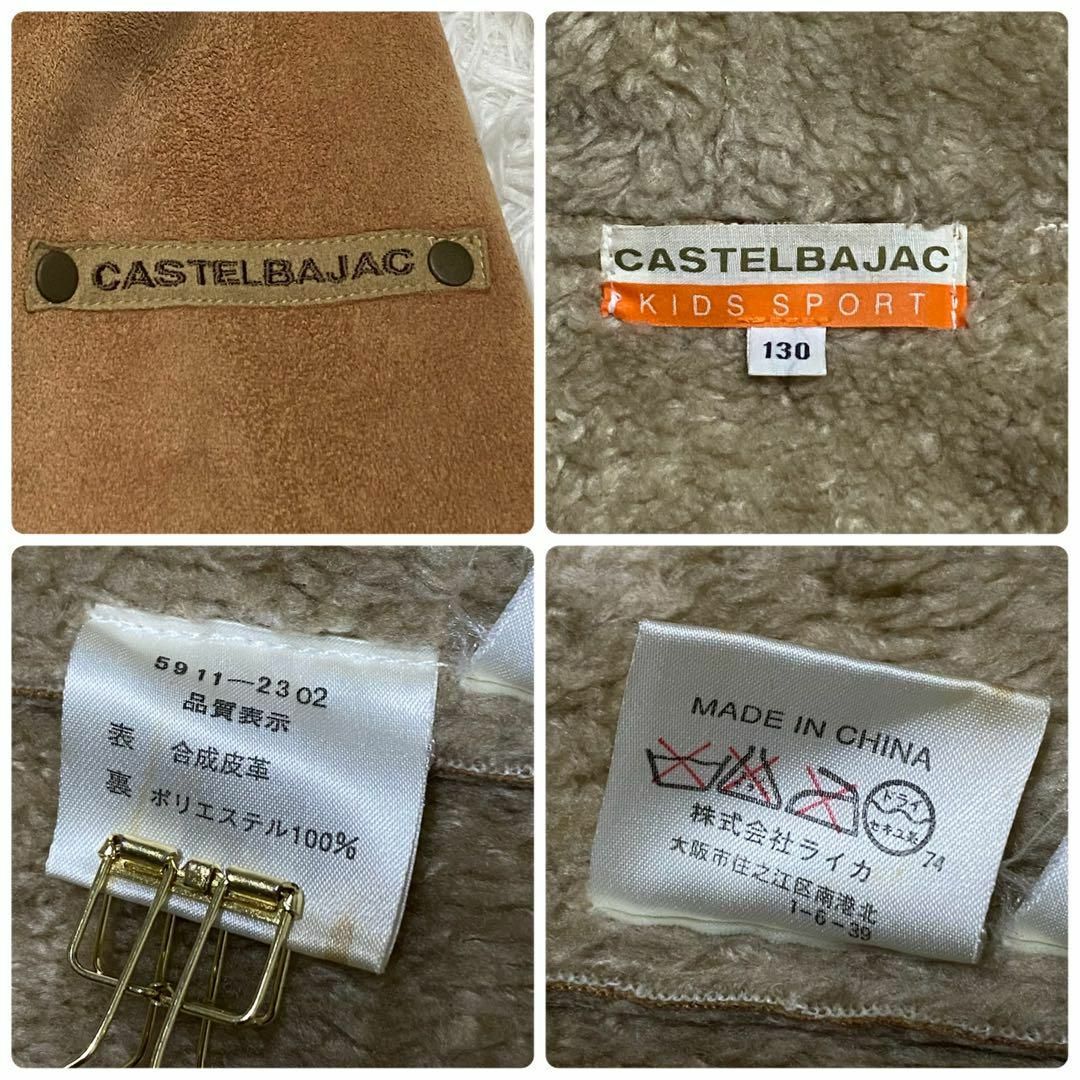 CASTELBAJAC
CASTELBAJAC
KIDS SPORT
130
5911-2302
品質表示
表 合成皮革
裏 ポリエステル100%
MADE IN CHINA
ドライ
セキユ系
74
株式会社ライカ
大阪市住之江区南港北
1-6-39